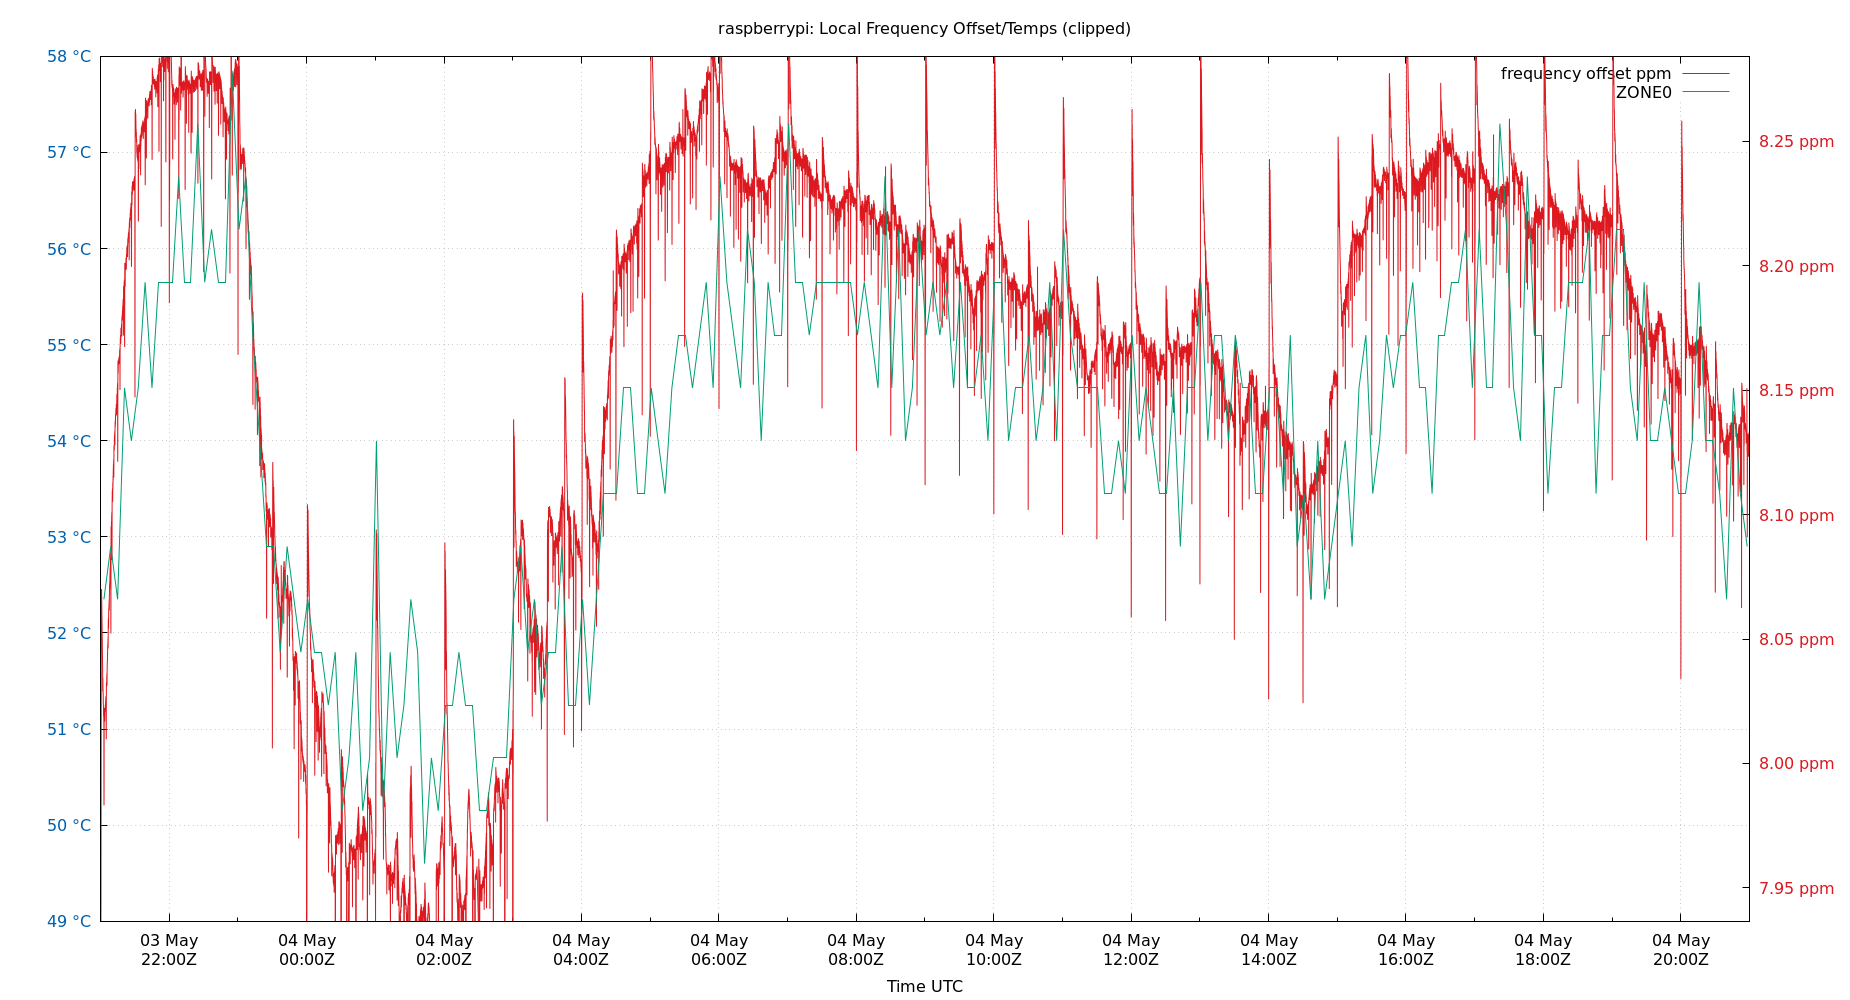 raspberrypi: Local Frequency Offset/Temps (clipped)
58 °C
57 °C
56 °C
55 °C
54 °C
53 °C
52 °C
51 °C
50 °C
49 °C
frequency offset ppm
ZONE0
8.25 ppm
8.20 ppm
8.15 ppm
8.10 ppm
8.05 ppm
8.00 ppm
7.95 ppm
03 May 04 May 04 May 04 May 04 May 04 May 04 May 04 May 04 May 04 May 04 May 04 May
22:00Z 00:00Z 02:00Z 04:00Z 06:00Z 08:00Z 10:00Z 12:00Z 14:00Z 16:00Z 18:00Z 20:00Z
Time UTC